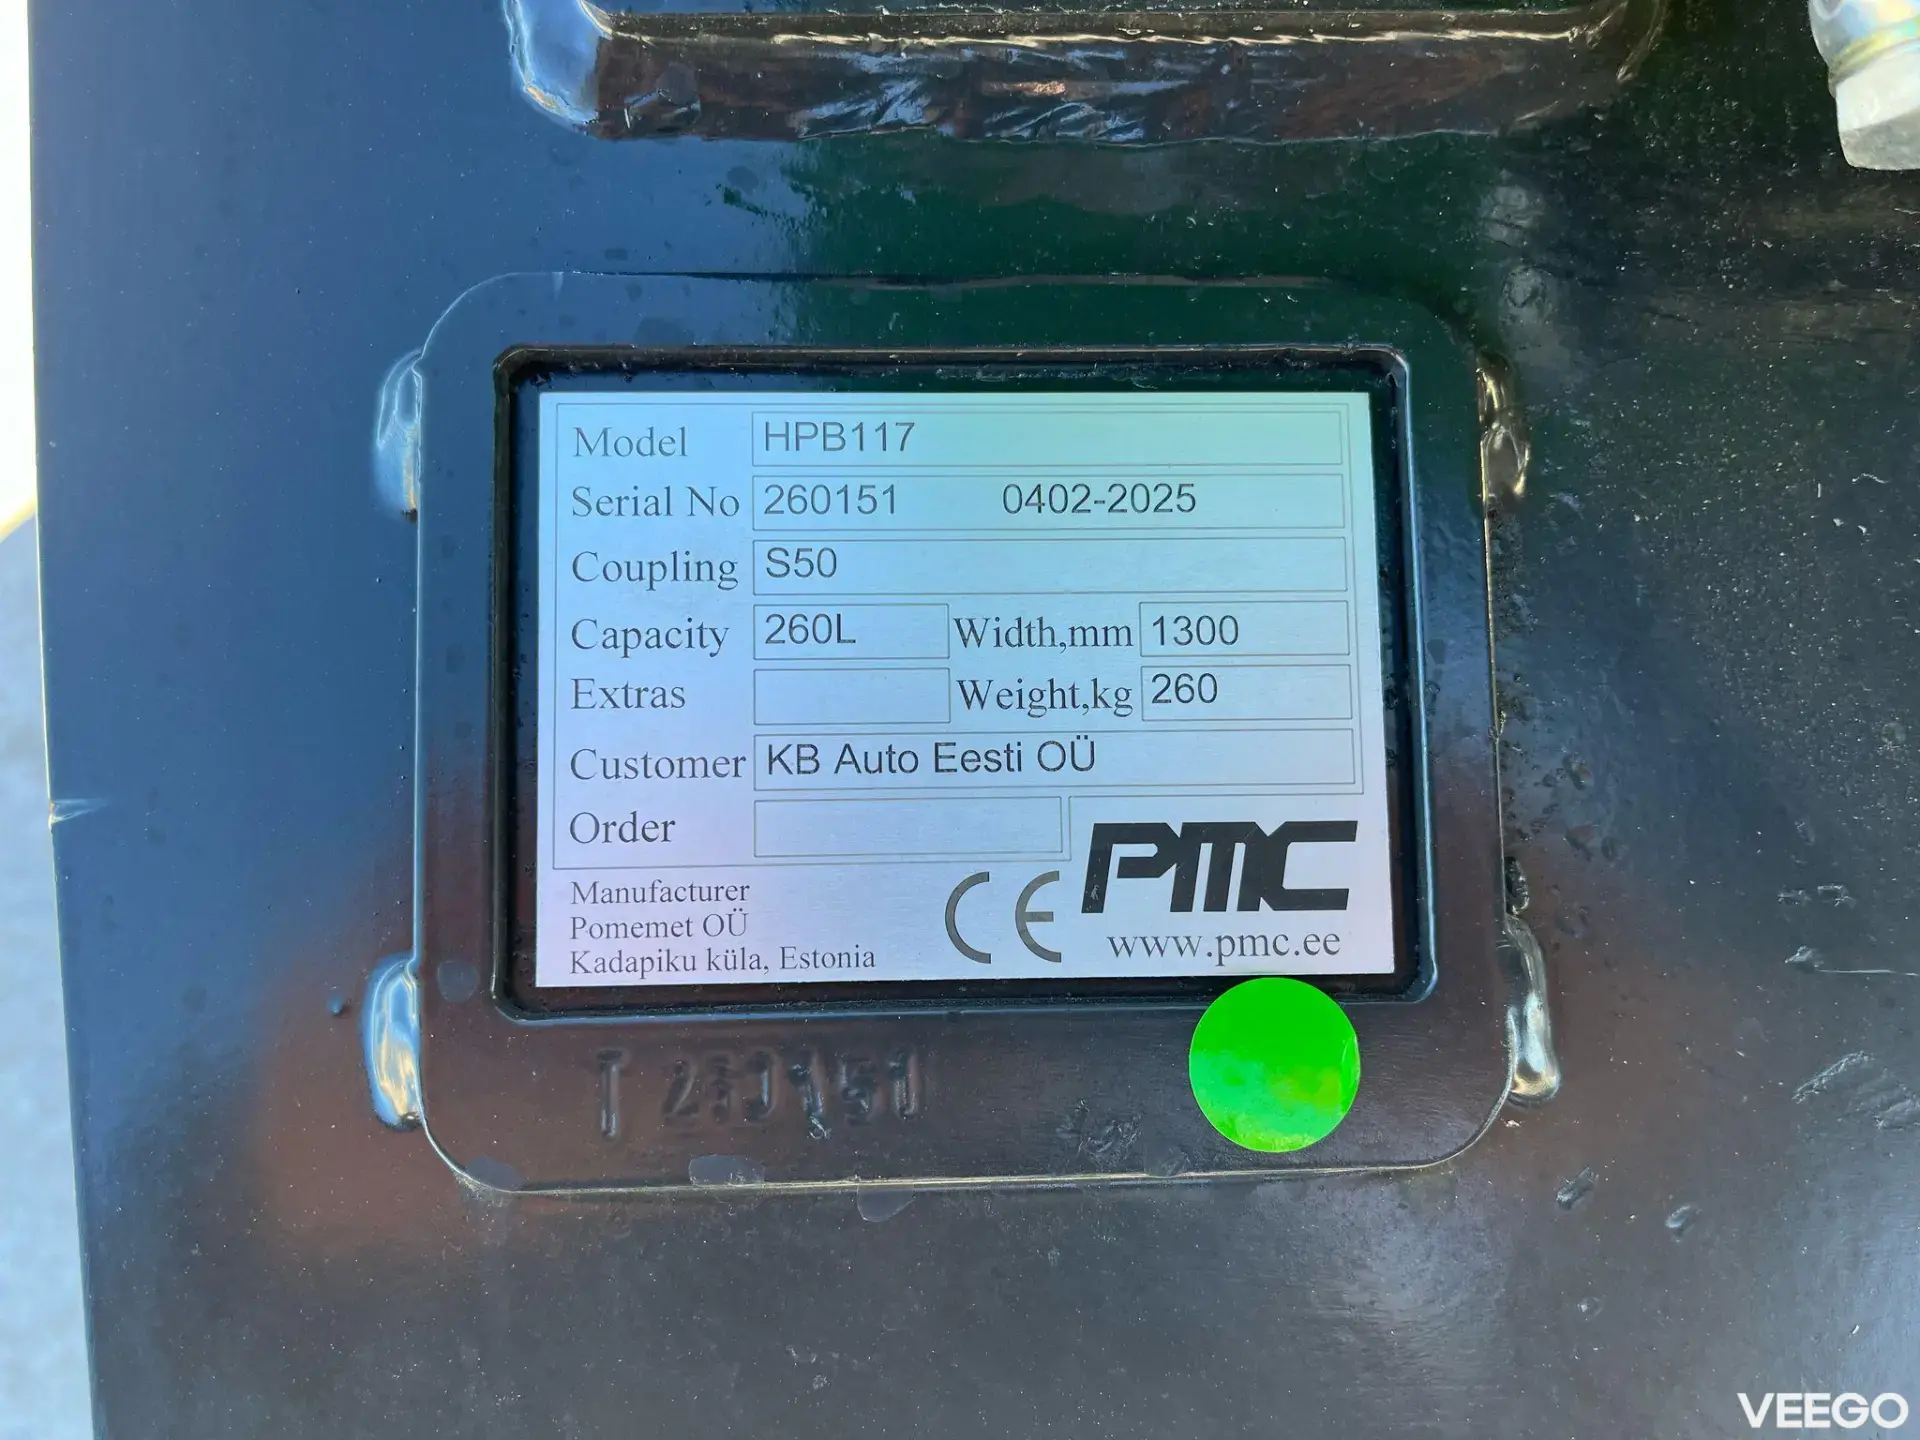 Model HPB117
Serial No 260151 0402-2025
Coupling S50
Capacity 260L Width,mm 1300
Extras Weight,kg 260
Customer KB Auto Eesti OÜ
Order
Manufacturer
Pomemet OÜ
Kadapiku küla, Estonia
CE
PMC
www.pmc.ee
T 260151
VEEGO